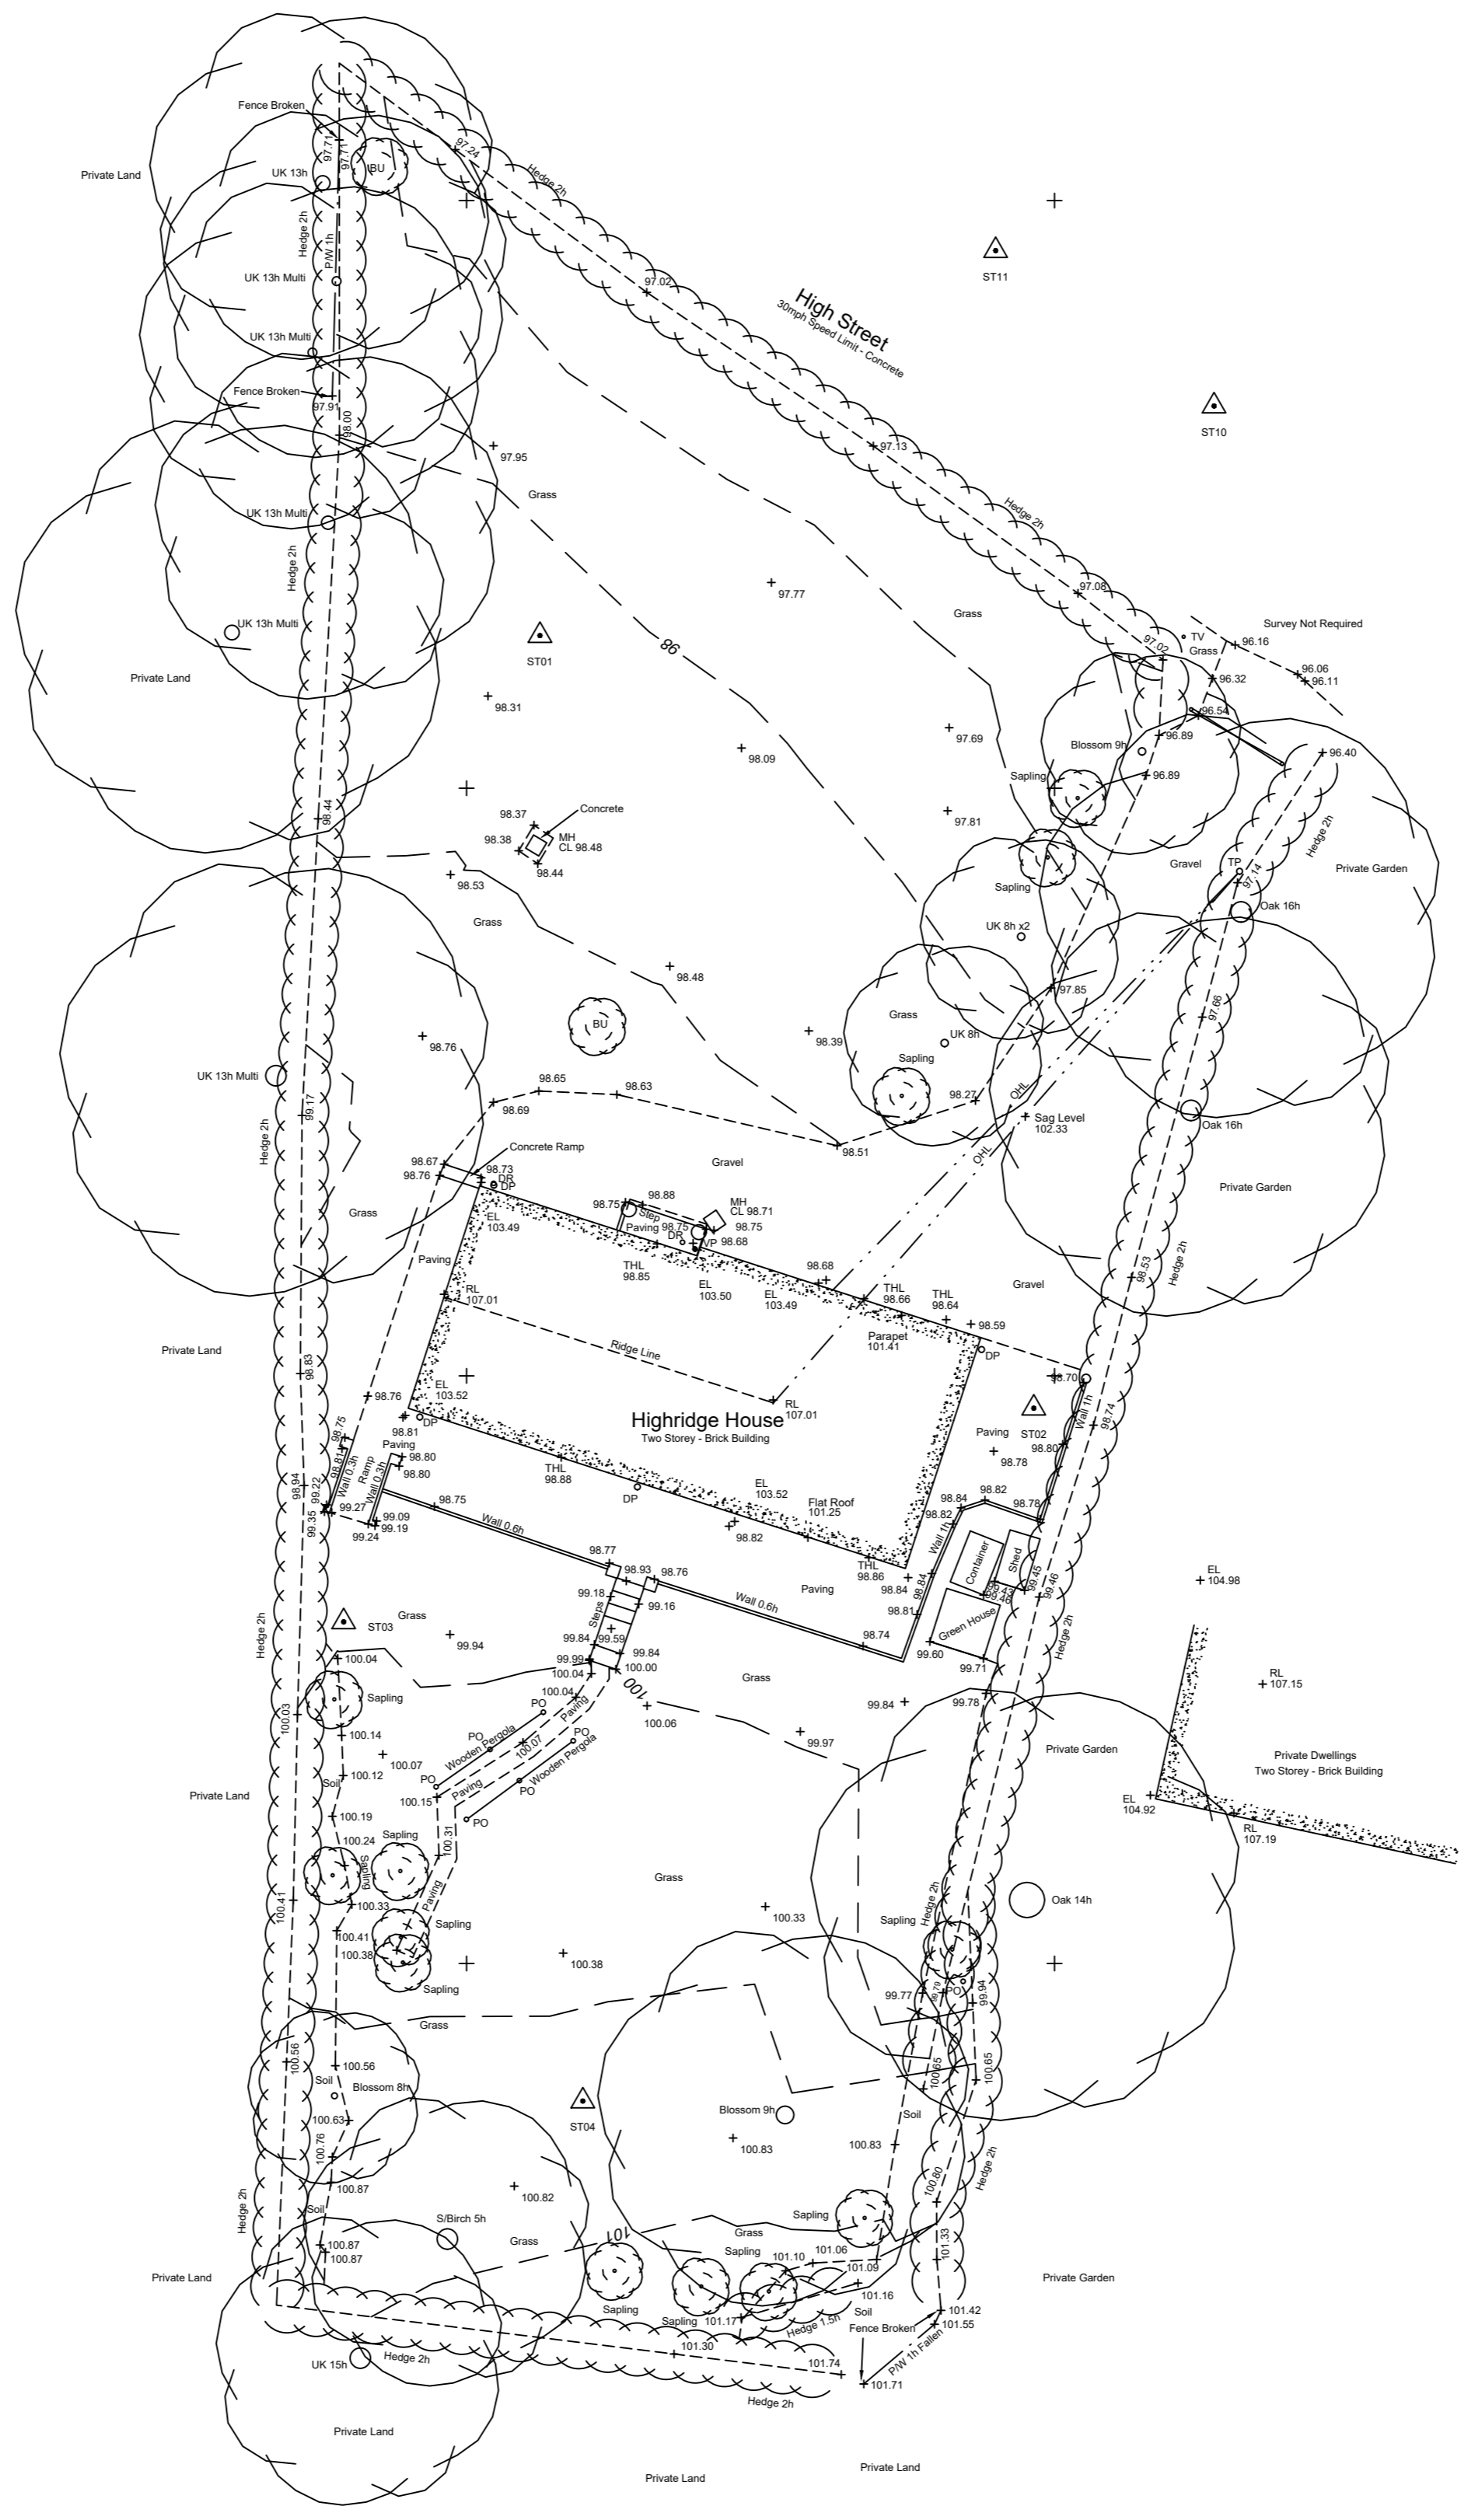 Fence Broken
97.71
97.71
BU
97.24
Hedge 2h
UK 13h
Private Land
Hedge 2h
P/W 1h
UK 13h Multi
97.02
ST11
High Street
30mph Speed Limit - Concrete
UK 13h Multi
Fence Broken
97.91
98.00
ST10
97.95
97.13
Grass
UK 13h Multi
Hedge 2h
Hedge 2h
97.77
97.08
Grass
UK 13h Multi
Survey Not Required
TV
96.16
97.02
Grass
98
ST01
96.06
96.11
96.32
Private Land
98.31
96.54
97.69
96.89
98.09
Blossom 9h
96.40
Sapling
96.89
98.44
98.37
Concrete
97.81
98.38
MH
CL 98.48
98.44
Hedge 2h
Gravel
TP
Private Garden
98.53
97.14
Sapling
Oak 16h
Grass
UK 8h x2
98.48
97.85
97.66
Grass
BU
98.39
UK 8h
98.76
Sapling
UK 13h Multi
98.65
98.63
98.27
OHL
98.69
99.17
Sag Level
102.33
Oak 16h
Hedge 2h
Concrete Ramp
98.51
OHL
98.67
98.73
Gravel
98.76
DR
DP
Private Garden
98.75
98.88
MH
CL 98.71
Grass
EL
103.49
Step
Paving
98.75
98.75
DR
VP
98.68
Paving
THL
98.85
98.68
EL
103.50
EL
103.49
Gravel
98.53
Hedge 2h
RL
107.01
THL
98.66
THL
98.64
98.59
Parapet
101.41
Ridge Line
DP
Private Land
98.83
98.70
EL
103.52
98.76
RL
107.01
Wall 1h
98.81
DP
Highridge House
Two Storey - Brick Building
ST02
98.74
98.75
Paving
98.80
98.80
Paving
98.80
98.78
98.81
Wall 0.3h
Ramp
Wall 0.3h
THL
98.88
98.94
99.22
DP
EL
103.52
98.75
Flat Roof
101.25
98.84
98.82
98.78
99.27
99.09
99.19
98.82
99.35
99.24
Wall 0.6h
98.82
Wall 1h
98.77
98.93
98.76
THL
98.86
Container
Shed
99.45
99.46
99.43
99.46
EL
104.98
98.84
98.84
Paving
99.18
99.16
Wall 0.6h
98.81
Green House
ST03
Grass
Steps
Hedge 2h
99.94
99.84
99.59
99.84
98.74
99.60
99.71
Hedge 2h
100.04
99.99
100.04
100.00
Grass
RL
107.15
100.04
100
99.84
99.78
Sapling
100.03
PO
Paving
100.06
100.14
PO
PO
99.97
Private Garden
Wooden Pergola
100.07
Wooden Pergola
Private Dwellings
Two Storey - Brick Building
100.07
100.12
Soil
PO
PO
Paving
Private Land
100.15
EL
104.92
100.19
PO
RL
107.19
100.24
Sapling
100.31
Sapling
Grass
Paving
Oak 14h
100.41
100.33
Hedge 2h
100.33
Sapling
Sapling
100.41
100.38
100.38
Sapling
99.77
99.79
PO
99.94
Grass
100.56
100.56
100.65
100.65
Soil
Blossom 8h
Blossom 9h
ST04
Soil
100.63
100.83
100.83
100.76
100.87
100.80
Hedge 2h
100.82
Hedge 2h
Soil
S/Birch 5h
Sapling
Grass
101
Grass
101.33
100.87
100.87
Sapling
101.10
101.06
101.09
Private Land
Private Garden
101.16
Sapling
Sapling
101.17
Soil
101.42
Hedge 1.5h
Fence Broken
101.55
101.30
P/W 1h Fallen
Hedge 2h
UK 15h
101.74
101.71
Hedge 2h
Private Land
Private Land
Private Land